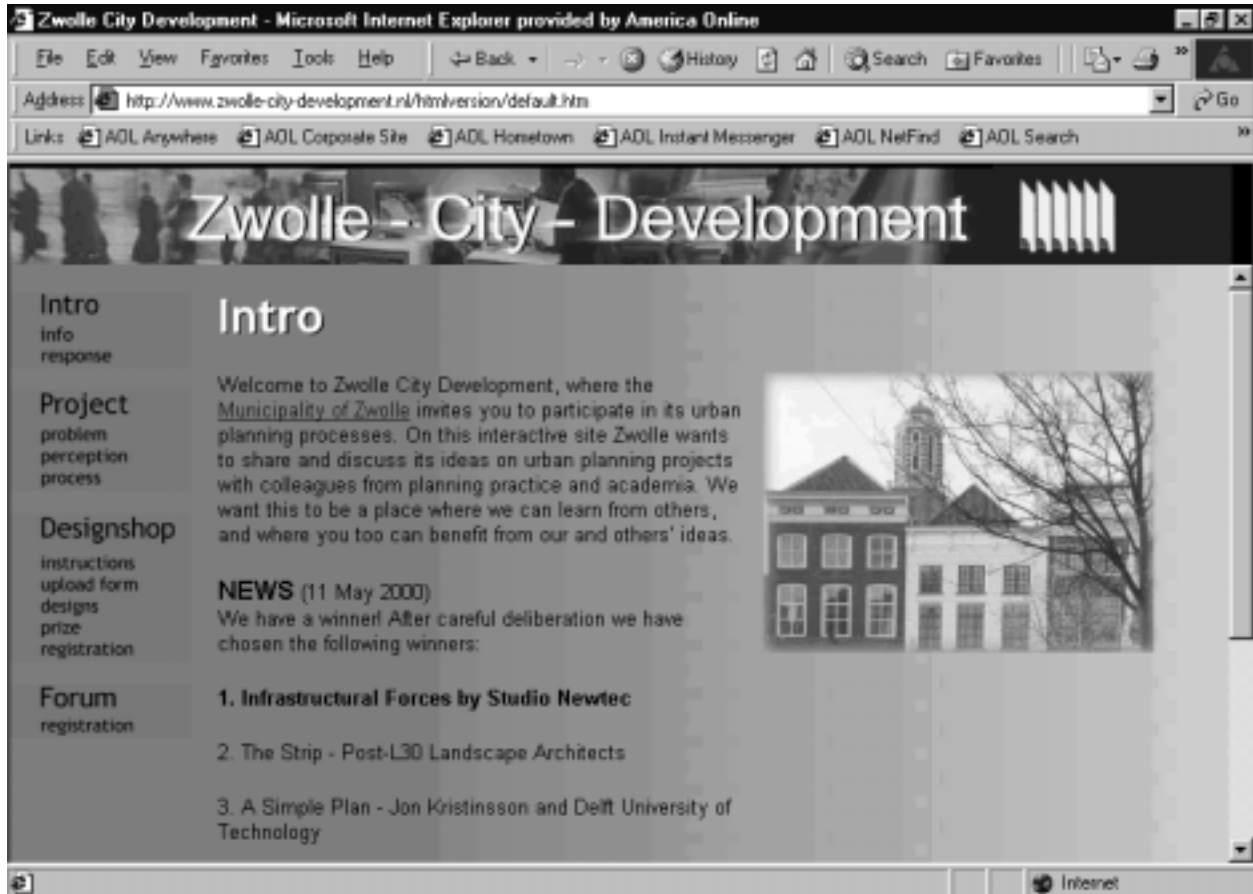 Zwolle City Development - Microsoft Internet Explorer provided by America Online
File Edit View Favorites Tools Help Back History Search Favorites »
Address http://www.zwolle-city-development.nl/htmlversion/default.htm Go
Links AOL Anywhere AOL Corporate Site AOL Hometown AOL Instant Messenger AOL NetFind AOL Search »
Zwolle - City - Development
Intro
info
response
Project
problem
perception
process
Designshop
instructions
upload form
designs
prize
registration
Forum
registration
Intro
Welcome to Zwolle City Development, where the
Municipality of Zwolle invites you to participate in its urban
planning processes. On this interactive site Zwolle wants
to share and discuss its ideas on urban planning projects
with colleagues from planning practice and academia. We
want this to be a place where we can learn from others,
and where you too can benefit from our and others' ideas.
NEWS (11 May 2000)
We have a winner! After careful deliberation we have
chosen the following winners:
1. Infrastructural Forces by Studio Newtec
2. The Strip - Post-L30 Landscape Architects
3. A Simple Plan - Jon Kristinsson and Delft University of
Technology
Internet